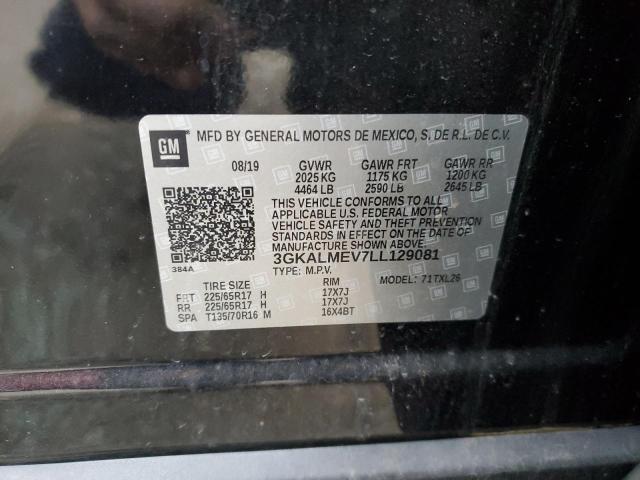 GM
MFD BY GENERAL MOTORS DE MEXICO, S. DE R.L. DE C.V.
08/19 GVWR GAWR FRT GAWR RR
2025 KG 1175 KG 1200 KG
4464 LB 2590 LB 2645 LB
THIS VEHICLE CONFORMS TO ALL
APPLICABLE U.S. FEDERAL MOTOR
VEHICLE SAFETY AND THEFT PREVENTION
STANDARDS IN EFFECT ON THE DATE OF
MANUFACTURE SHOWN ABOVE.
3GKALMEV7LL129081
384A
TYPE: M.P.V. MODEL: 71TXL26
TIRE SIZE RIM
FRT 225/65R17 H 17X7J
RR 225/65R17 H 17X7J
SPA T135/70R16 M 16X4BT